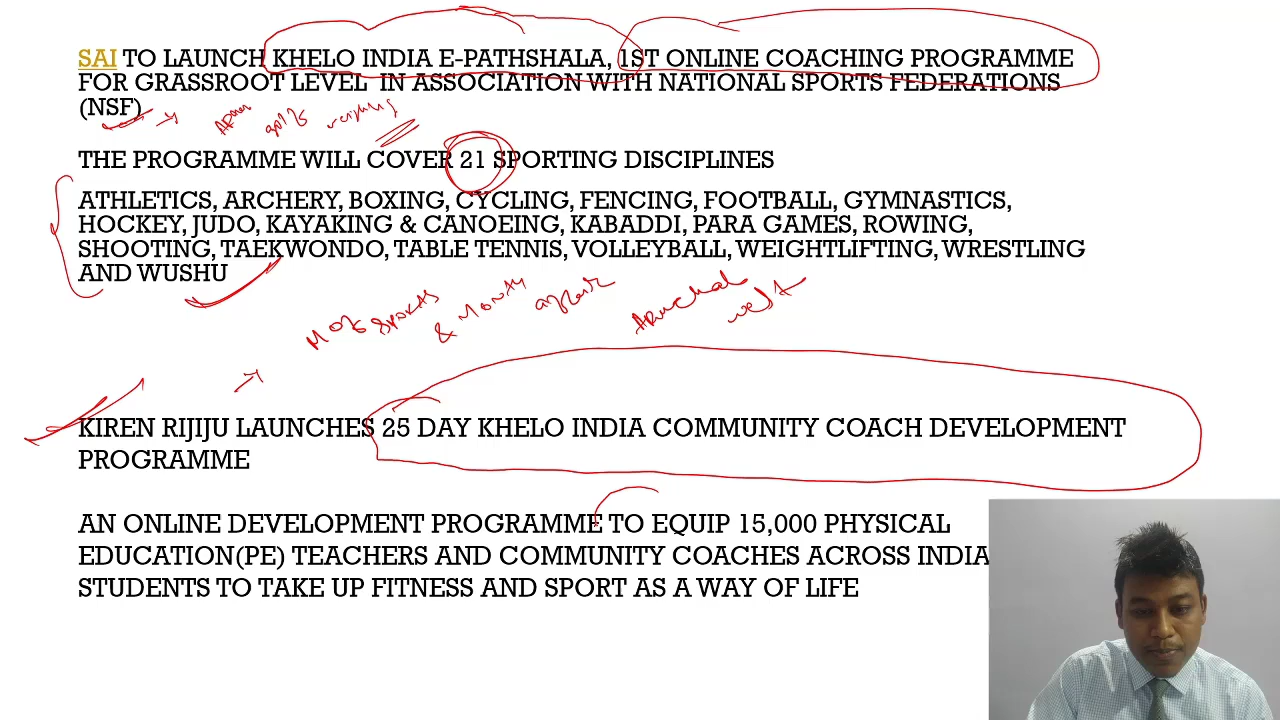 SAI TO LAUNCH KHELO INDIA E-PATHSHALA, 1ST ONLINE COACHING PROGRAMME
FOR GRASSROOT LEVEL IN ASSOCIATION WITH NATIONAL SPORTS FEDERATIONS
(NSF)
THE PROGRAMME WILL COVER 21 SPORTING DISCIPLINES
ATHLETICS, ARCHERY, BOXING, CYCLING, FENCING, FOOTBALL, GYMNASTICS,
HOCKEY, JUDO, KAYAKING & CANOEING, KABADDI, PARA GAMES, ROWING,
SHOOTING, TAEKWONDO, TABLE TENNIS, VOLLEYBALL, WEIGHTLIFTING, WRESTLING
AND WUSHU
sports &
Arunchal west
KIREN RIJIJU LAUNCHES 25 DAY KHELO INDIA COMMUNITY COACH DEVELOPMENT
PROGRAMME
AN ONLINE DEVELOPMENT PROGRAMME TO EQUIP 15,000 PHYSICAL
EDUCATION(PE) TEACHERS AND COMMUNITY COACHES ACROSS INDIA
STUDENTS TO TAKE UP FITNESS AND SPORT AS A WAY OF LIFE